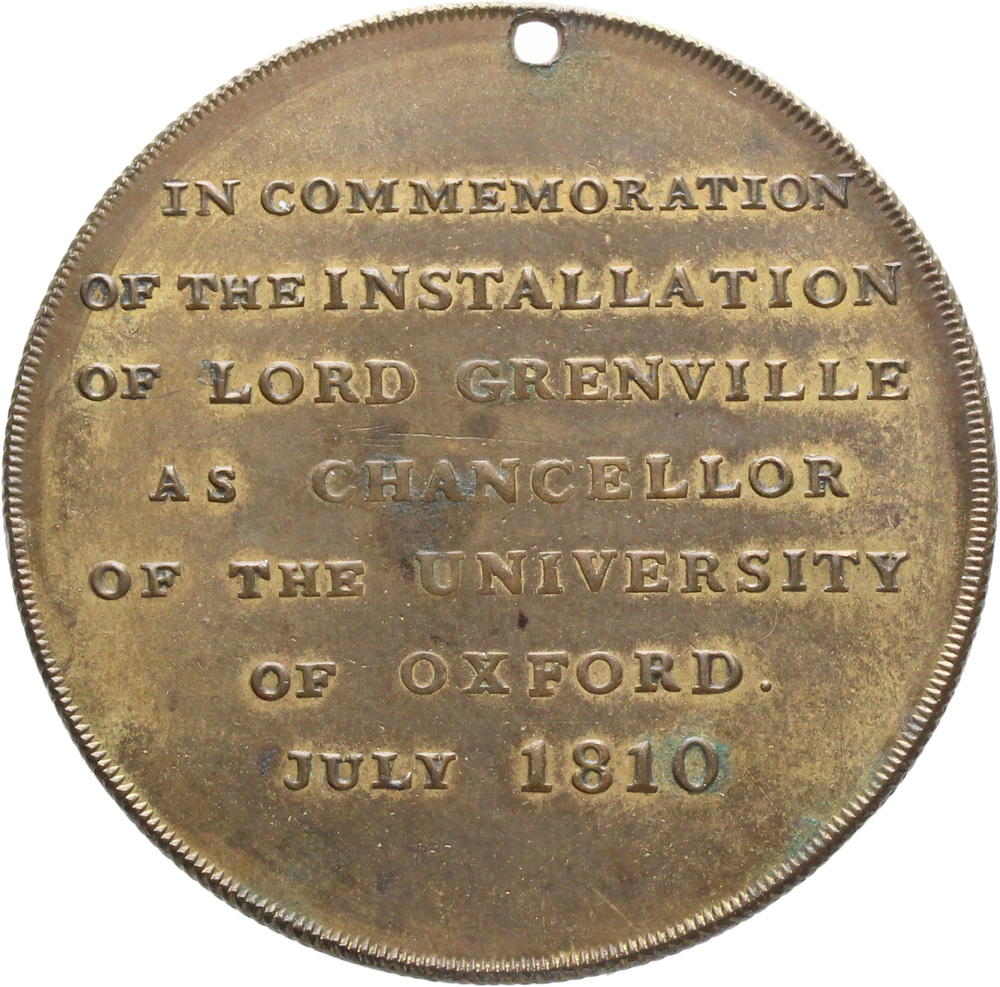 IN COMMEMORATION
OF THE INSTALLATION
OF LORD GRENVILLE
AS CHANCELLOR
OF THE UNIVERSITY
OF OXFORD.
JULY 1810